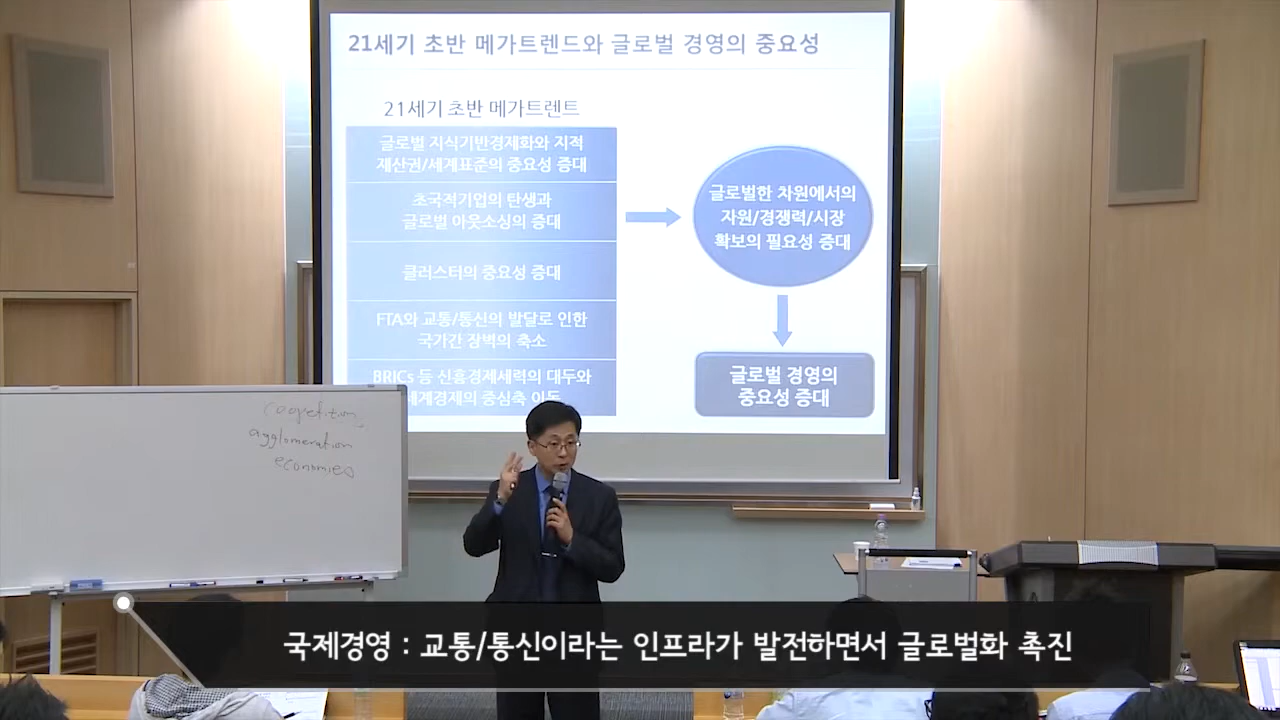 21세기 초반 메가트렌드와 글로벌 경영의 중요성
21세기 초반 메가트렌트
글로벌 지식기반경제화와 지적
재산권/세계표준의 중요성 증대
초국적기업의 탄생과
글로벌 아웃소싱의 증대
클러스터의 중요성 증대
FTA와 교통/통신의 발달로 인한
국가간 장벽의 축소
BRICs 등 신흥경제세력의 대두와
세계경제의 중심축 이동
글로벌한 차원에서의
자원/경쟁력/시장
확보의 필요성 증대
글로벌 경영의
중요성 증대
coopetition,
agglomeration
economies
국제경영 : 교통/통신이라는 인프라가 발전하면서 글로벌화 촉진